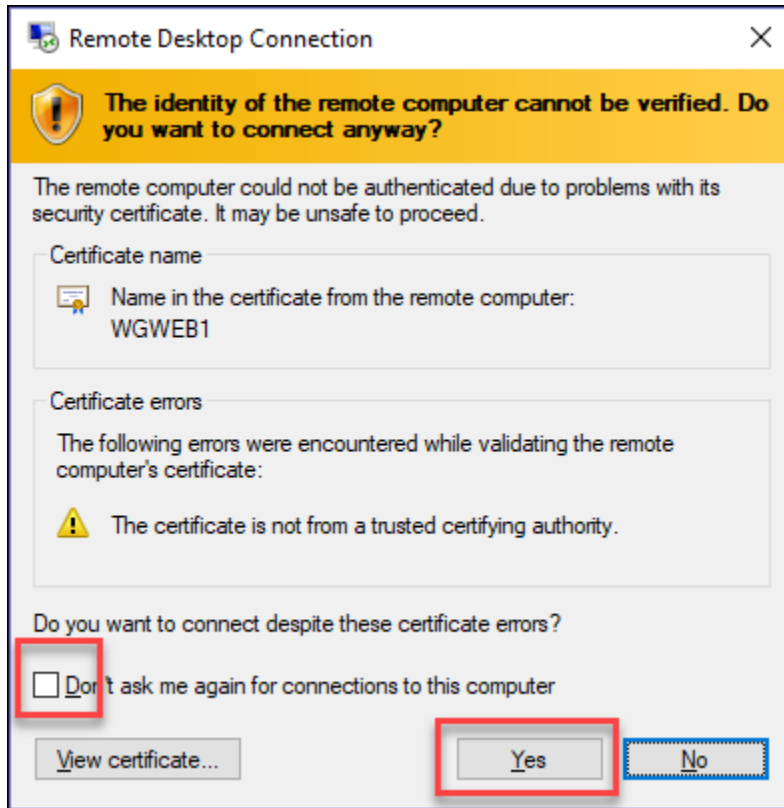 Remote Desktop Connection
The identity of the remote computer cannot be verified. Do
you want to connect anyway?
The remote computer could not be authenticated due to problems with its
security certificate. It may be unsafe to proceed.
Certificate name
Name in the certificate from the remote computer:
WGWEB1
Certificate errors
The following errors were encountered while validating the remote
computer's certificate:
The certificate is not from a trusted certifying authority.
Do you want to connect despite these certificate errors?
Don't ask me again for connections to this computer
View certificate...
Yes
No